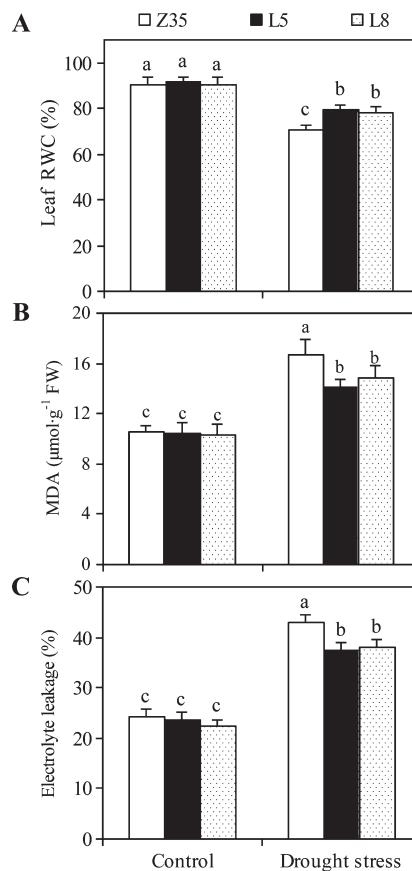 A
Z35 L5 L8
Leaf RWC (%)
100
80
60
40
20
0
a a a
c b b
B
MDA (μmol·g⁻¹ FW)
20
16
12
8
4
0
c c c
a b b
C
Electrolyte leakage (%)
50
40
30
20
10
0
c c c
a b b
Control Drought stress